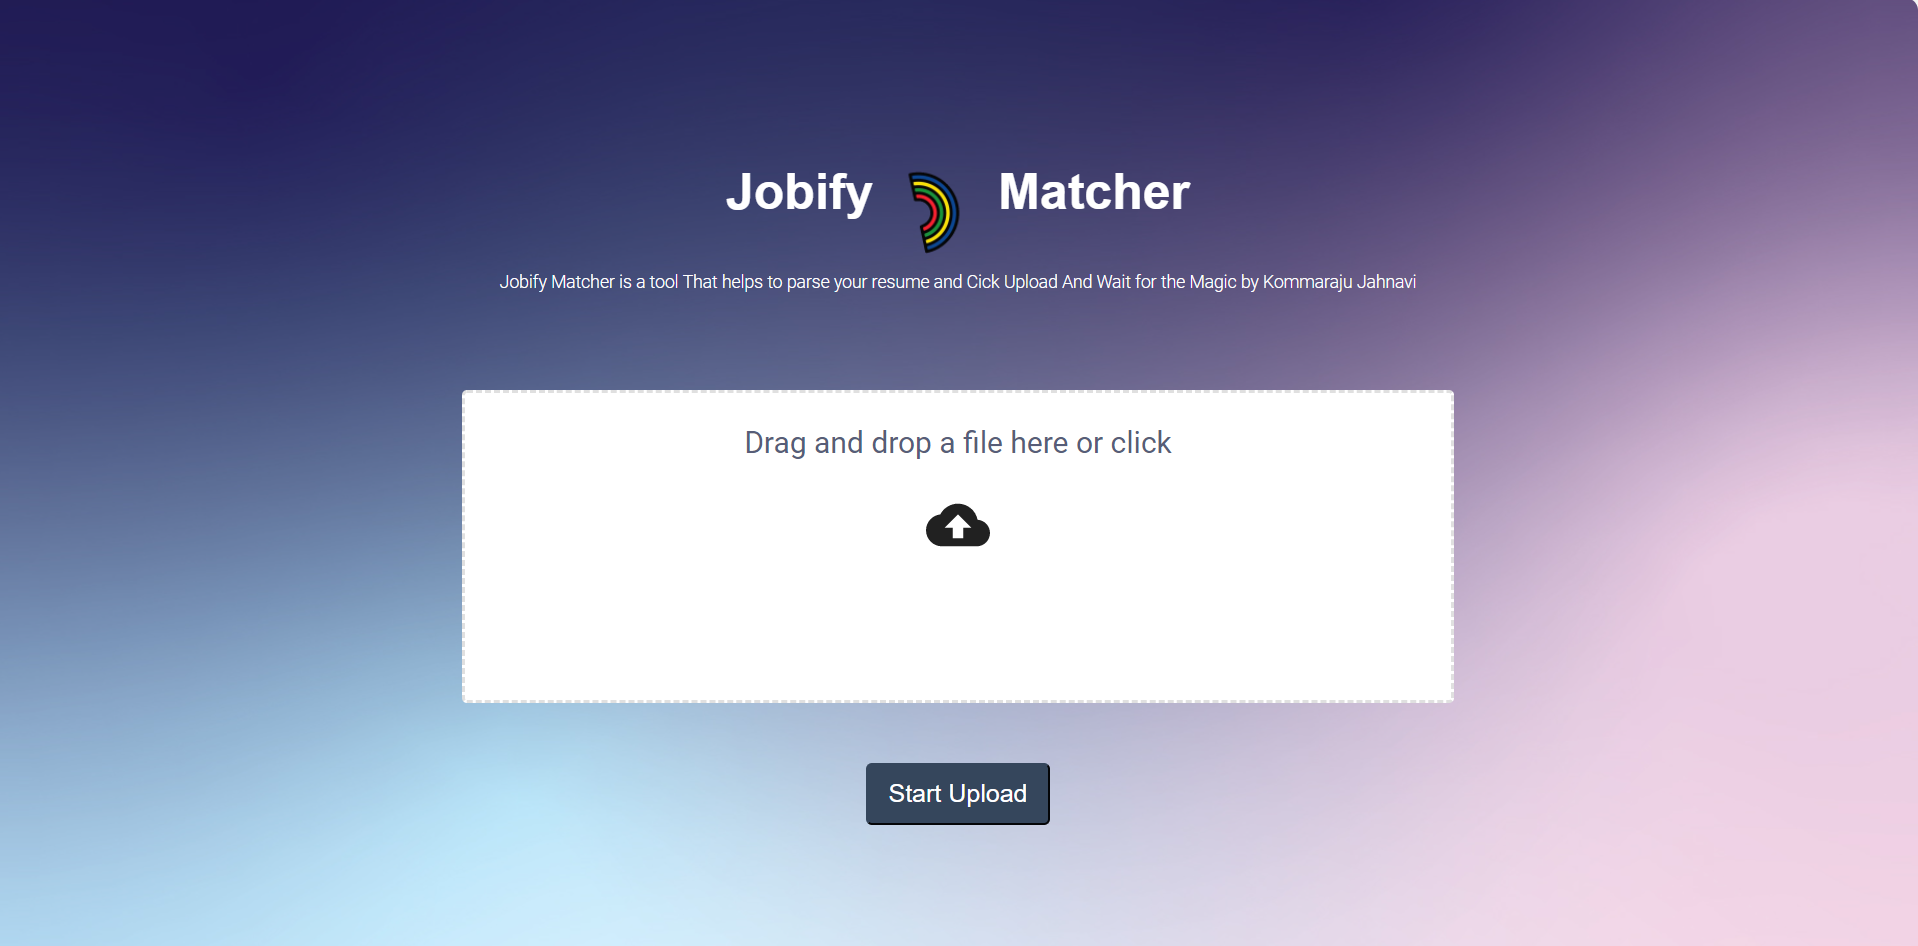 Jobify Matcher
Jobify Matcher is a tool That helps to parse your resume and Cick Upload And Wait for the Magic by Kommaraju Jahnavi
Drag and drop a file here or click
Start Upload